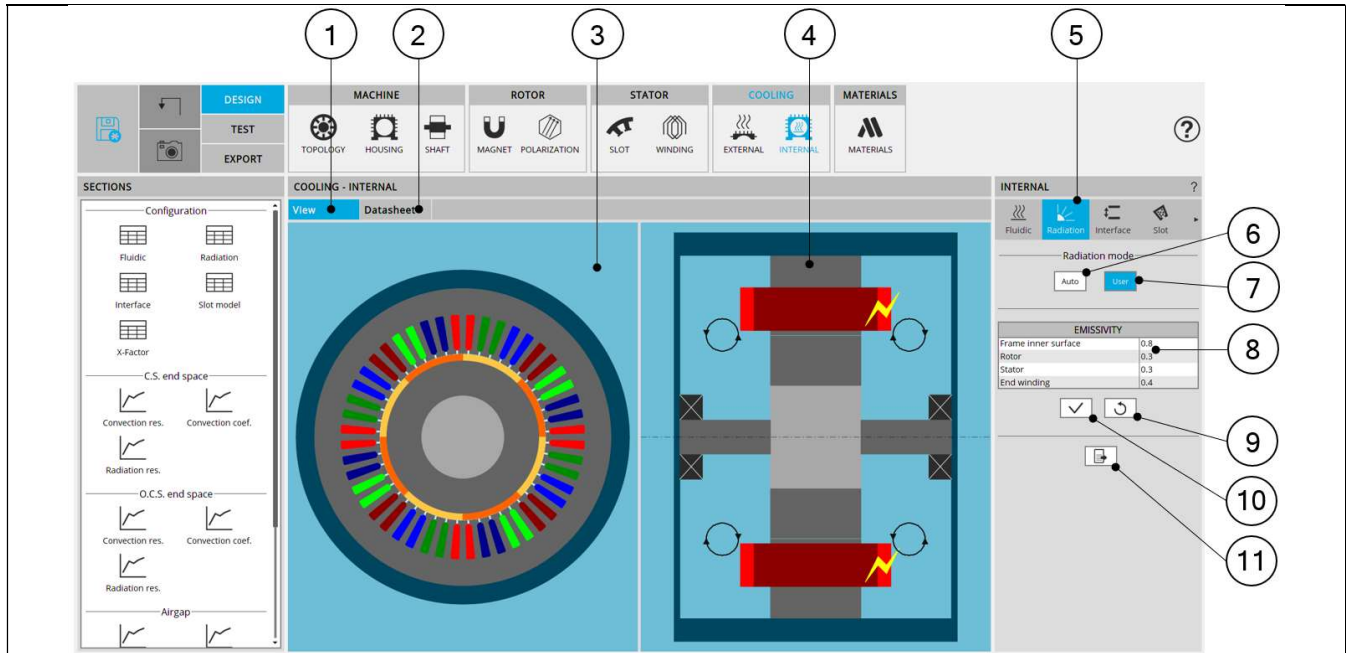 1 2 3 4 5
DESIGN
TEST
EXPORT
MACHINE
TOPOLOGY HOUSING SHAFT
ROTOR
MAGNET POLARIZATION
STATOR
SLOT WINDING
COOLING
EXTERNAL INTERNAL
MATERIALS
MATERIALS
?
SECTIONS
Configuration
Fluidic Radiation
Interface Slot model
X-Factor
C.S. end space
Convection res. Convection coef.
Radiation res.
O.C.S. end space
Convection res. Convection coef.
Radiation res.
Airgap
COOLING - INTERNAL
View Datasheet
INTERNAL ?
Fluidic Radiation Interface Slot
Radiation mode
Auto User
EMISSIVITY
Frame inner surface 0.8
Rotor 0.3
Stator 0.3
End winding 0.4
6
7
8
9
10
11